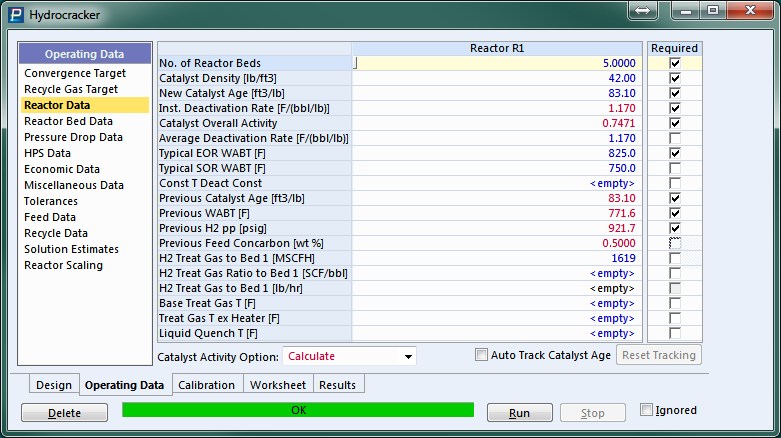 Hydrocracker
Operating Data
Convergence Target
Recycle Gas Target
Reactor Data
Reactor Bed Data
Pressure Drop Data
HPS Data
Economic Data
Miscellaneous Data
Tolerances
Feed Data
Recycle Data
Solution Estimates
Reactor Scaling
Reactor R1 Required
No. of Reactor Beds 5.0000
Catalyst Density [lb/ft3] 42.00
New Catalyst Age [ft3/lb] 83.10
Inst. Deactivation Rate [F/(bbl/lb)] 1.170
Catalyst Overall Activity 0.7471
Average Deactivation Rate [F/(bbl/lb)] 1.170
Typical EOR WABT [F] 825.0
Typical SOR WABT [F] 750.0
Const T Deact Const <empty>
Previous Catalyst Age [ft3/lb] 83.10
Previous WABT [F] 771.6
Previous H2 pp [psig] 921.7
Previous Feed Concarbon [wt %] 0.5000
H2 Treat Gas to Bed 1 [MSCFH] 1619
H2 Treat Gas Ratio to Bed 1 [SCF/bbl] <empty>
H2 Treat Gas to Bed 1 [lb/hr] <empty>
Base Treat Gas T [F] <empty>
Treat Gas T ex Heater [F] <empty>
Liquid Quench T [F] <empty>
Catalyst Activity Option: Calculate Auto Track Catalyst Age Reset Tracking
Design Operating Data Calibration Worksheet Results
Delete OK Run Stop Ignored